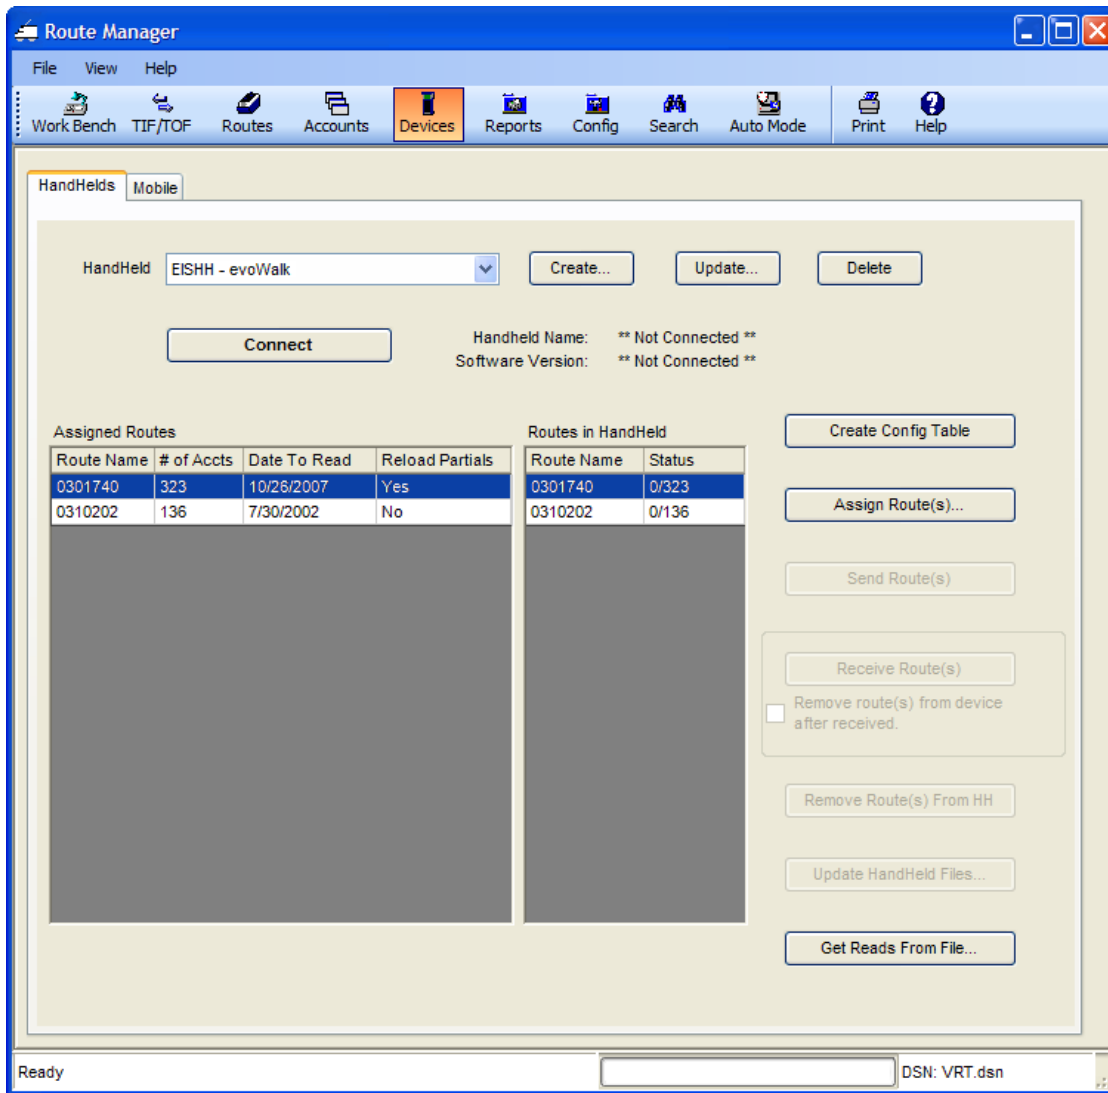 Route Manager
File View Help
Work Bench TIF/TOF Routes Accounts Devices Reports Config Search Auto Mode Print Help
HandHelds Mobile
HandHeld EISHH - evoWalk Create... Update... Delete
Connect
Handheld Name: ** Not Connected **
Software Version: ** Not Connected **
Assigned Routes
Route Name # of Accts Date To Read Reload Partials
0301740 323 10/26/2007 Yes
0310202 136 7/30/2002 No
Routes in HandHeld
Route Name Status
0301740 0/323
0310202 0/136
Create Config Table
Assign Route(s)...
Send Route(s)
Receive Route(s)
Remove route(s) from device
after received.
Remove Route(s) From HH
Update HandHeld Files...
Get Reads From File...
Ready DSN: VRT.dsn